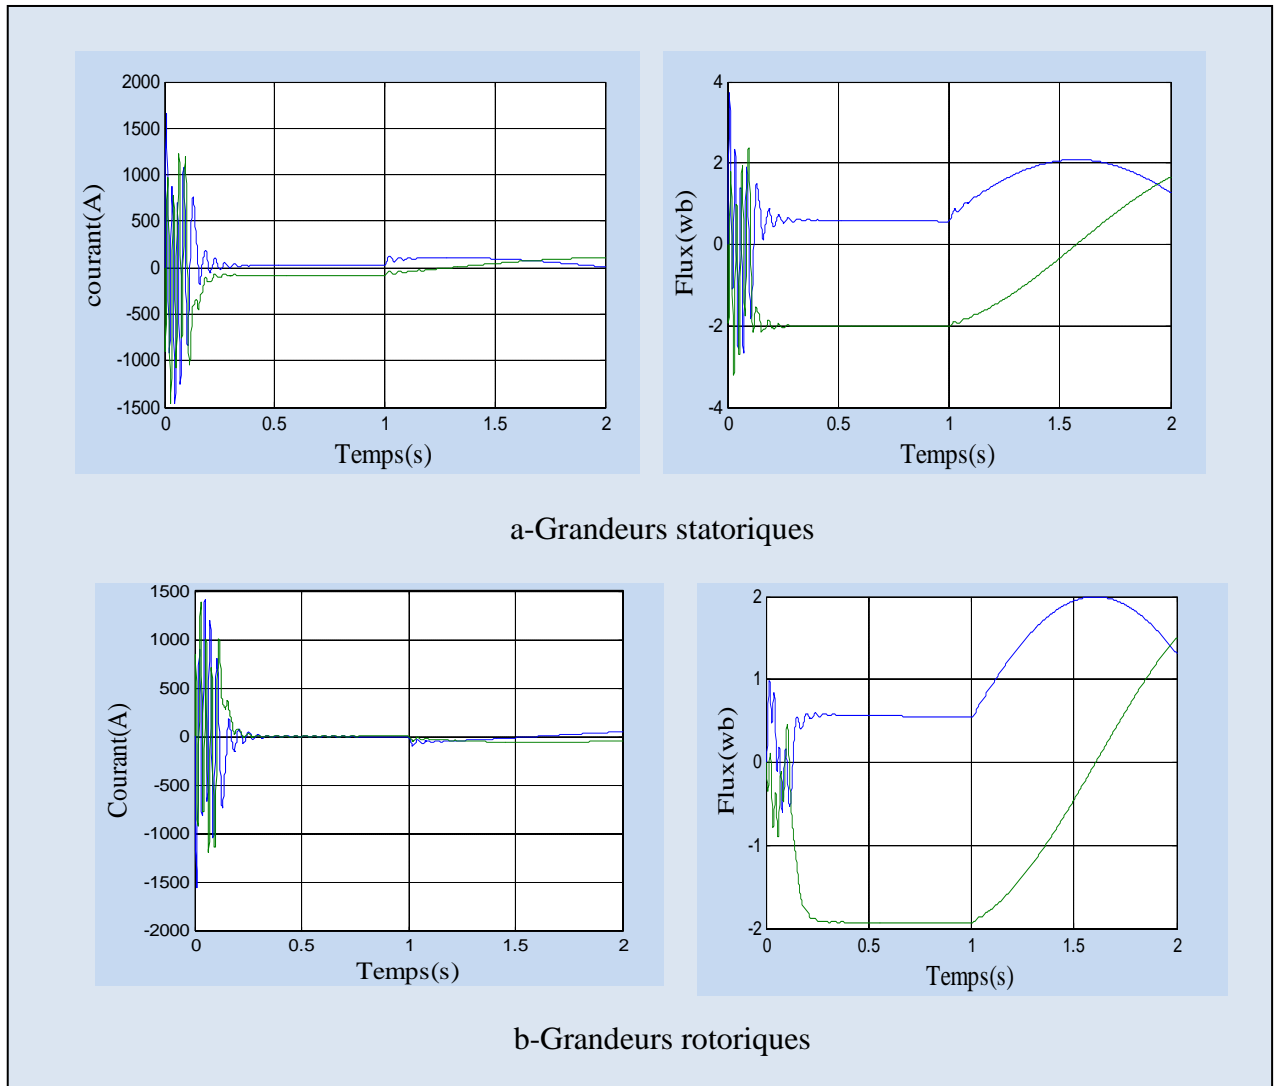 2000
1500
1000
500
0
-500
-1000
-1500
courant(A)
0 0.5 1 1.5 2
Temps(s)
4
2
0
-2
-4
Flux(wb)
0 0.5 1 1.5 2
Temps(s)
a-Grandeurs statoriques
1500
1000
500
0
-500
-1000
-1500
-2000
Courant(A)
0 0.5 1 1.5 2
Temps(s)
2
1
0
-1
-2
Flux(wb)
0 0.5 1 1.5 2
Temps(s)
b-Grandeurs rotoriques